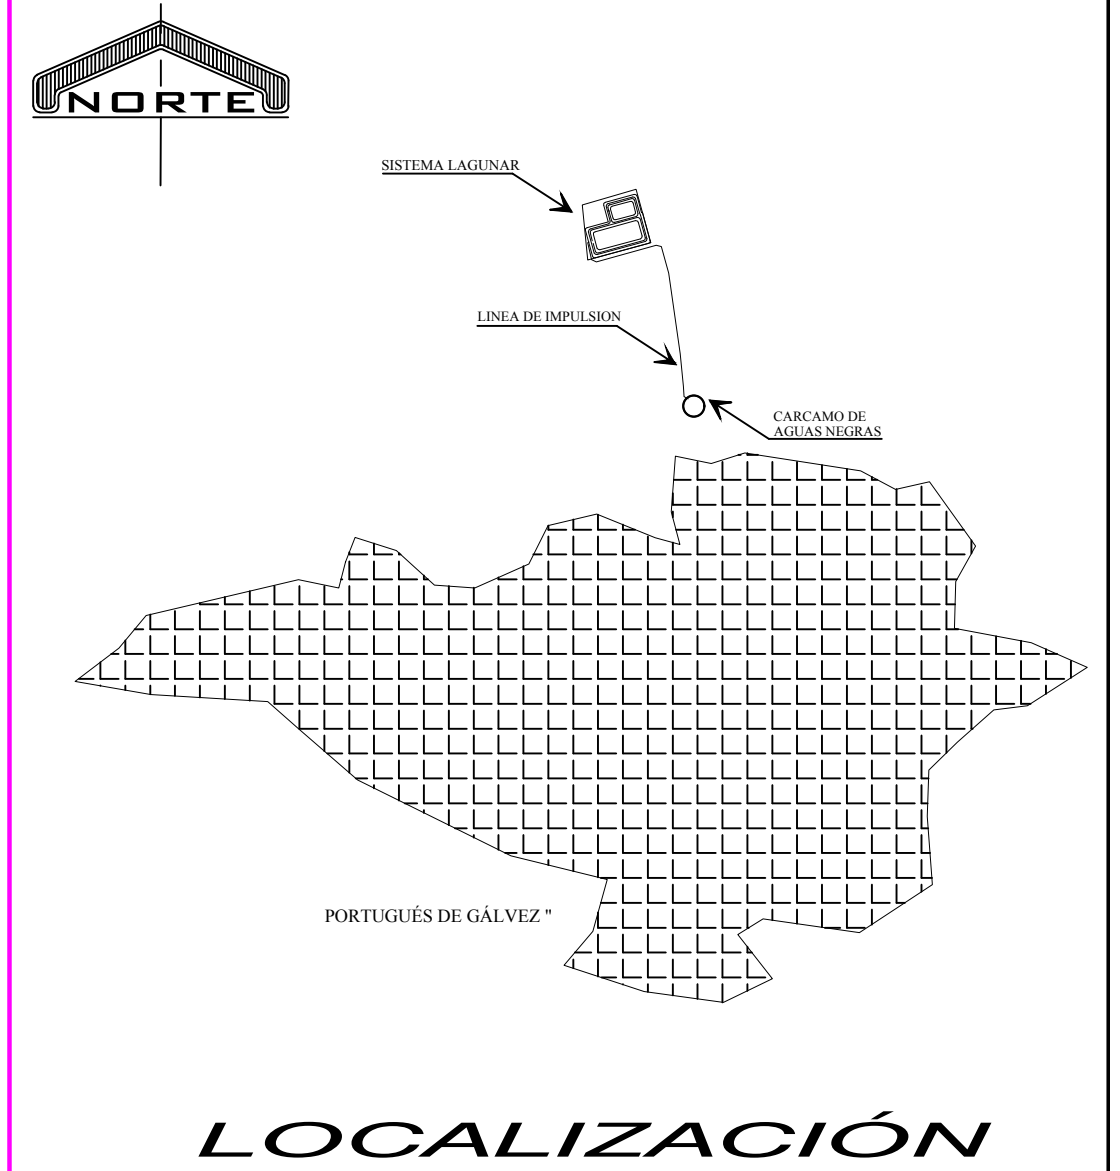 NORTE
SISTEMA LAGUNAR
LINEA DE IMPULSION
CARCAMO DE
AGUAS NEGRAS
PORTUGUÉS DE GÁLVEZ "
LOCALIZACIÓN